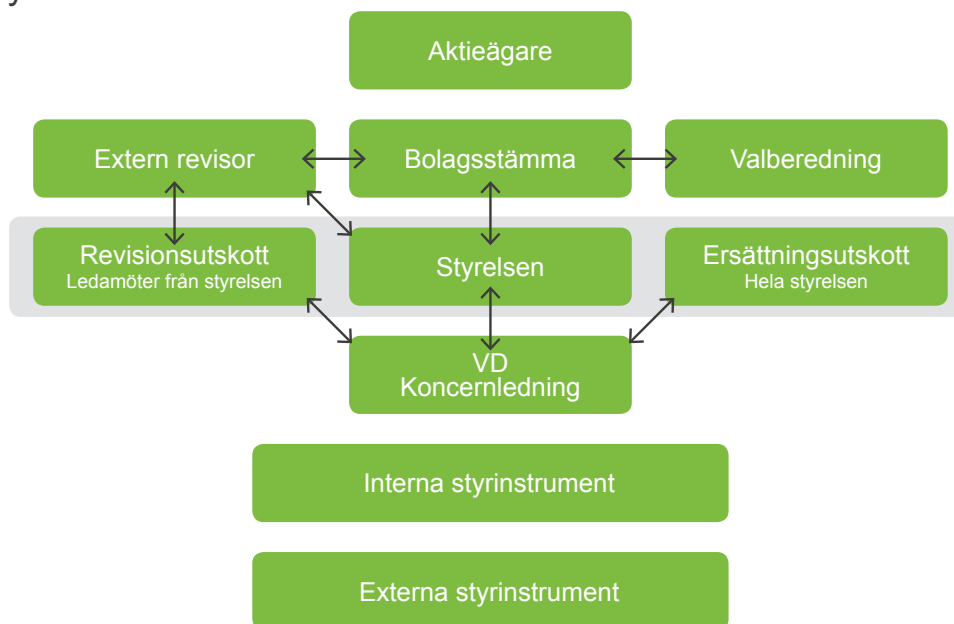 Aktieägare
Extern revisor
Bolagsstämma
Valberedning
Revisionsutskott
Ledamöter från styrelsen
Styrelsen
Ersättningsutskott
Hela styrelsen
VD
Koncernledning
Interna styrinstrument
Externa styrinstrument